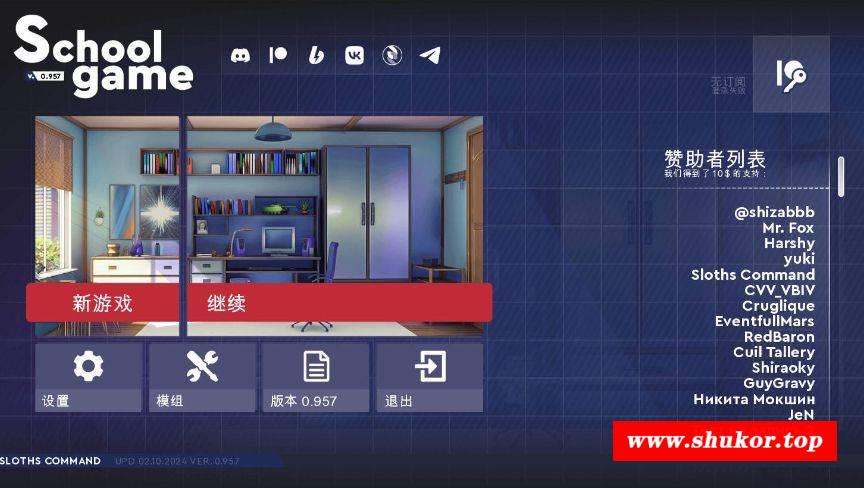 School
game
v. 0.957
无订阅
登录失败
赞助者列表
我们得到了10$的支持：
@shizabbb
Mr. Fox
Harshy
yuki
Sloths Command
CVV_VBIV
Cruglique
EventfullMars
RedBaron
Cuil Tallery
Shiraoky
GuyGravy
Никита Мокшин
JeN
新游戏
继续
设置
模组
版本 0.957
退出
www.shukor.top
SLOTHS COMMAND
UPD 02.10.2024 VER. 0.957